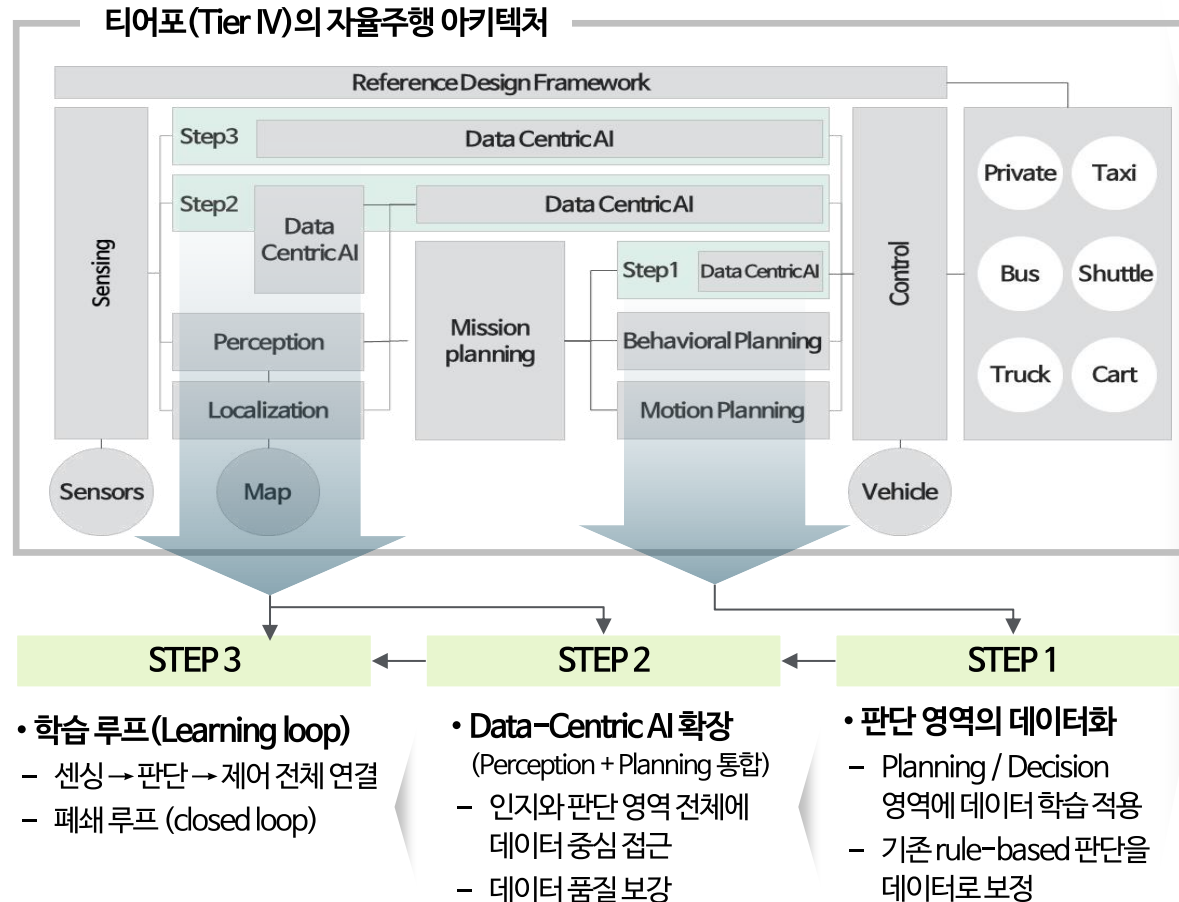 티어포(Tier IV)의 자율주행 아키텍처
Reference Design Framework
Sensing
Step3
Data Centric AI
Step2
Data
Centric AI
Data Centric AI
Step1
Data Centric AI
Perception
Localization
Mission
planning
Behavioral Planning
Motion Planning
Control
Private
Taxi
Bus
Shuttle
Truck
Cart
Sensors
Map
Vehicle
STEP 3
STEP 2
STEP 1
• 학습 루프(Learning loop)
– 센싱→판단→제어 전체 연결
– 폐쇄 루프 (closed loop)
• Data-Centric AI 확장
(Perception + Planning 통합)
– 인지와 판단 영역 전체에
데이터 중심 접근
– 데이터 품질 보강
• 판단 영역의 데이터화
– Planning / Decision
영역에 데이터 학습 적용
– 기존 rule-based 판단을
데이터로 보정